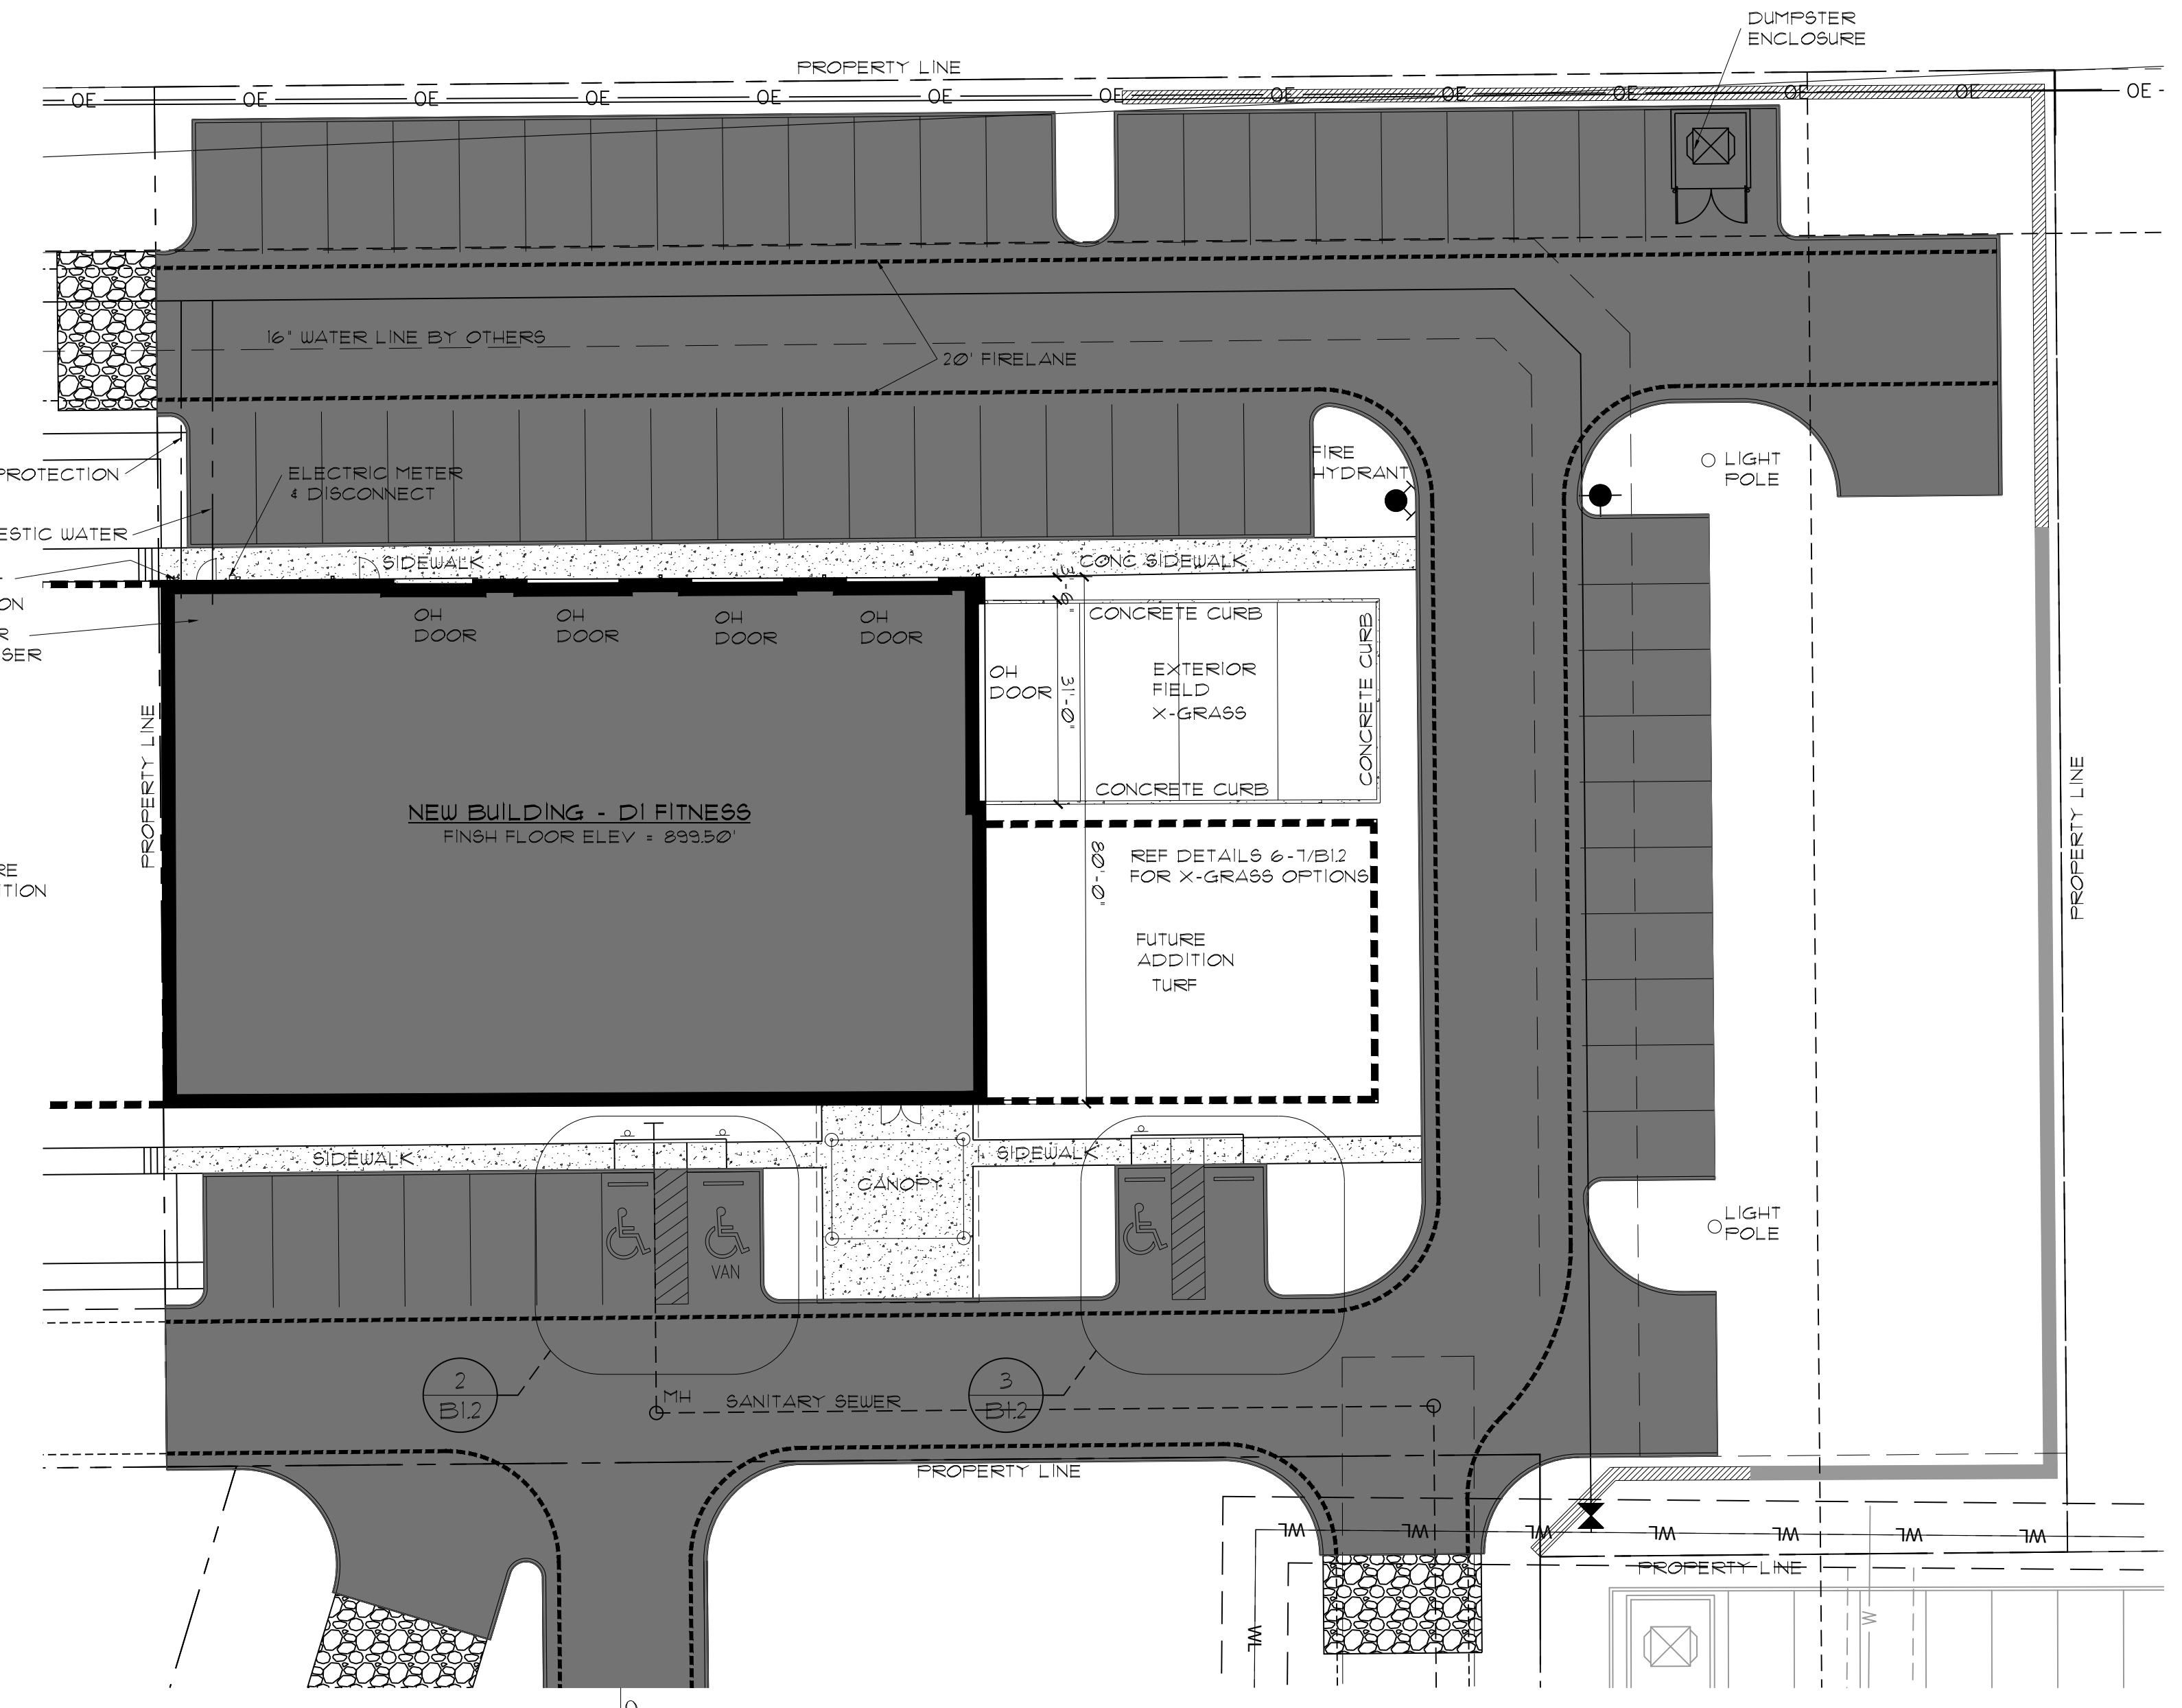 DUMPSTER
ENCLOSURE
PROPERTY LINE
OE OE OE OE OE OE OE OE OE OE OE OE OE
16" WATER LINE BY OTHERS
20' FIRELANE
PROTECTION
ELECTRIC METER
& DISCONNECT
ESTIC WATER
FIRE
HYDRANT
LIGHT
POLE
SIDEWALK
CONC SIDEWALK
ON
R
SER
OH
DOOR
OH
DOOR
OH
DOOR
OH
DOOR
3'-6"
CONCRETE CURB
OH
DOOR
31'-0"
EXTERIOR
FIELD
X-GRASS
CONCRETE CURB
CONCRETE CURB
PROPERTY LINE
PROPERTY LINE
NEW BUILDING - D1 FITNESS
FINSH FLOOR ELEV = 899.50'
RE
ITION
80'-0"
REF DETAILS 6-7/B1.2
FOR X-GRASS OPTIONS
FUTURE
ADDITION
TURF
SIDEWALK
SIDEWALK
CANOPY
VAN
LIGHT
POLE
2
B1.2
MH
SANITARY SEWER
3
B1.2
PROPERTY LINE
WL WL WL WL WL WL WL
PROPERTY LINE
WL
W